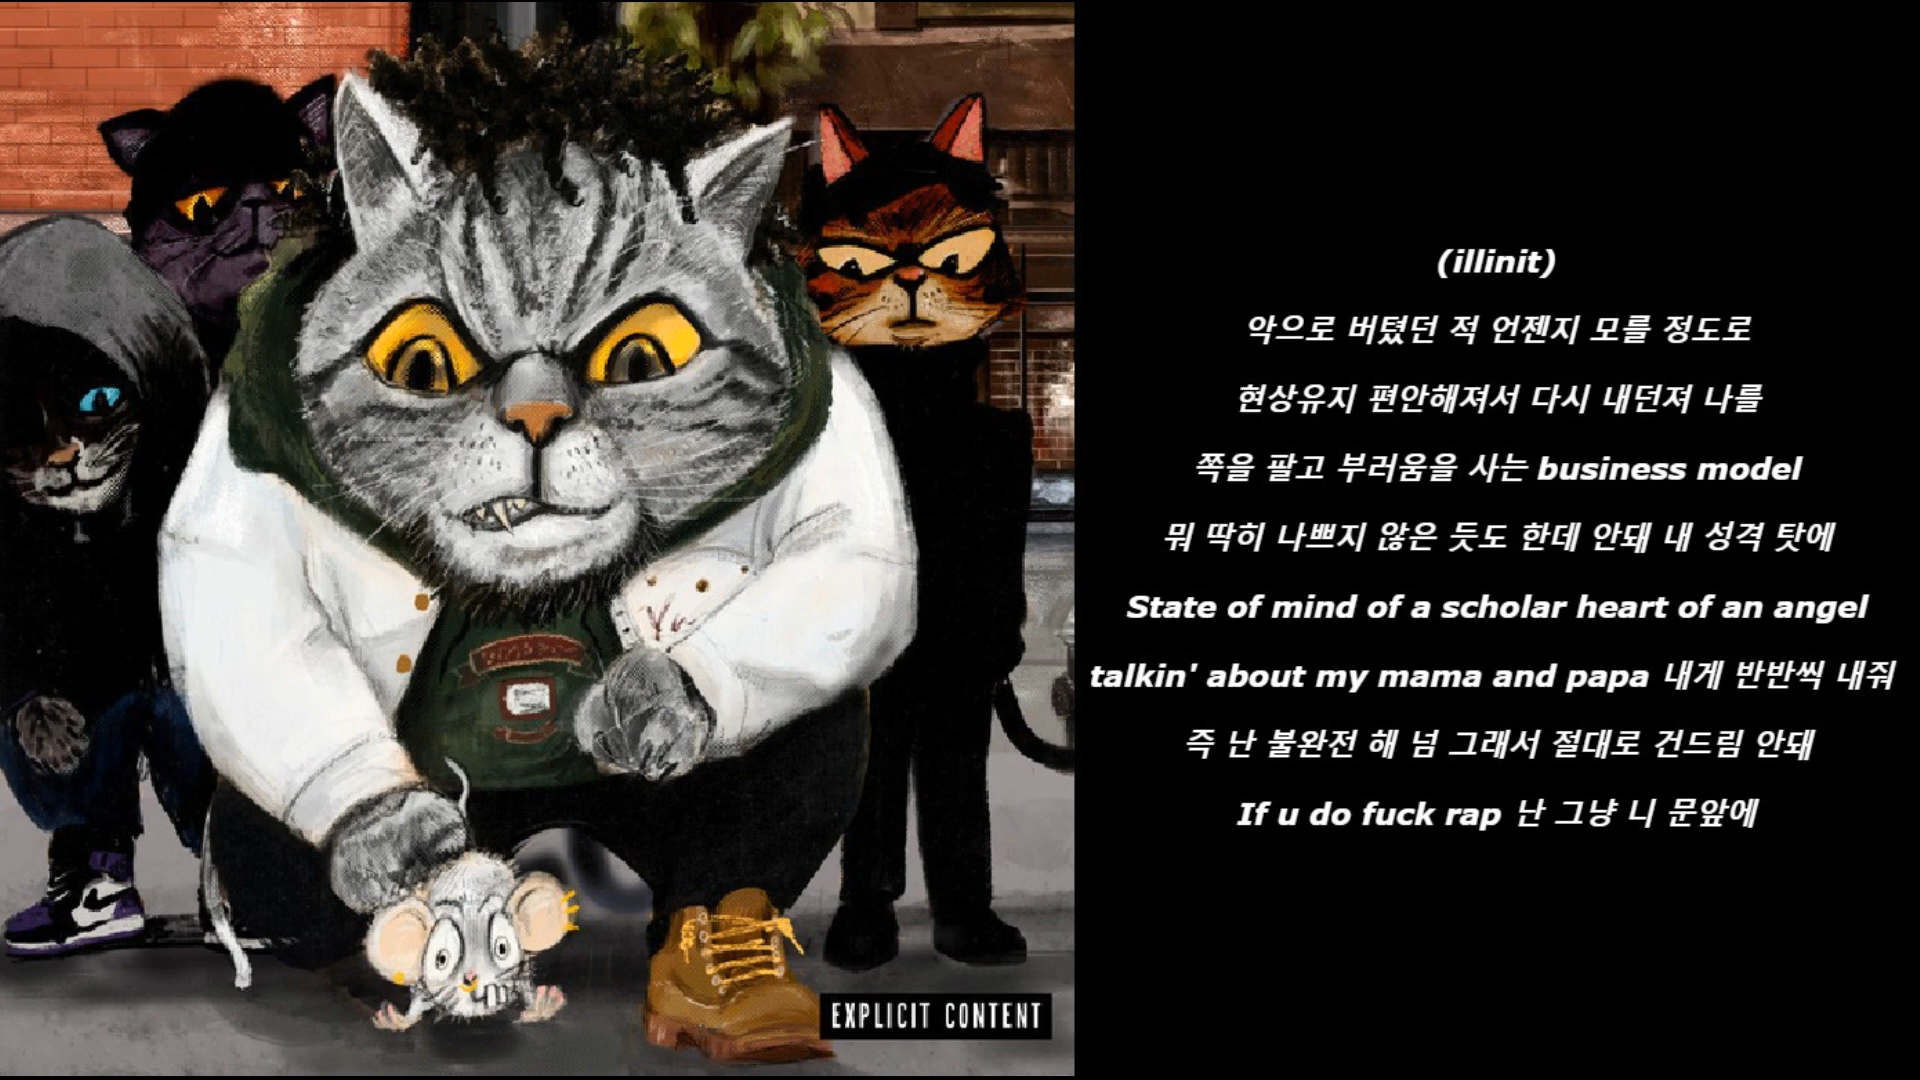 (illinit)
악으로 버텼던 적 언젠지 모를 정도로
현상유지 편안해져서 다시 내던져 나를
쪽을 팔고 부러움을 사는 business model
뭐 딱히 나쁘지 않은 듯도 한데 안돼 내 성격 탓에
State of mind of a scholar heart of an angel
talkin' about my mama and papa 내게 반반씩 내줘
즉 난 불완전 해 넘 그래서 절대로 건드림 안돼
If u do fuck rap 난 그냥 니 문앞에
EXPLICIT CONTENT